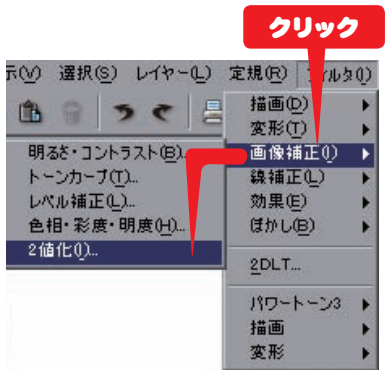 クリック
示(V) 選択(S) レイヤー(L) 定規(R) フィルタ(I)
明るさ・コントラスト(B)...
トーンカーブ(T)...
レベル補正(L)...
色相・彩度・明度(H)...
2値化(I)...
描画(D)
変形(T)
画像補正(I)
線補正(L)
効果(E)
ぼかし(B)
2DLT...
パワートーン3
描画
変形